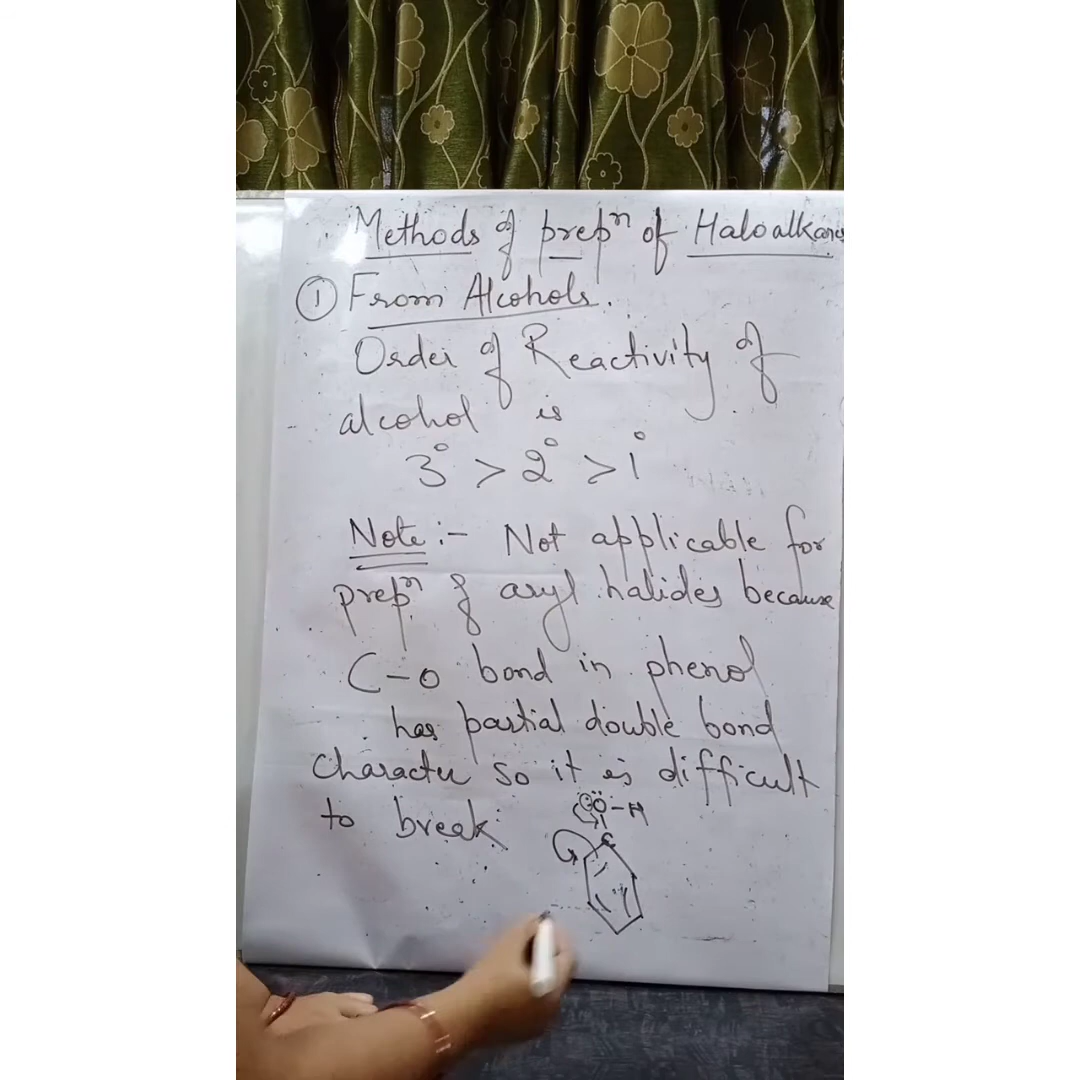 Methods of prepⁿ of Haloalkanes
① From Alcohols.
Order of Reactivity of
alcohol is
3° > 2° > 1°
Note :- Not applicable for
prepⁿ of aryl halides because
C-O bond in phenol
has partial double bond
character so it is difficult
to break
:Ö-H
C